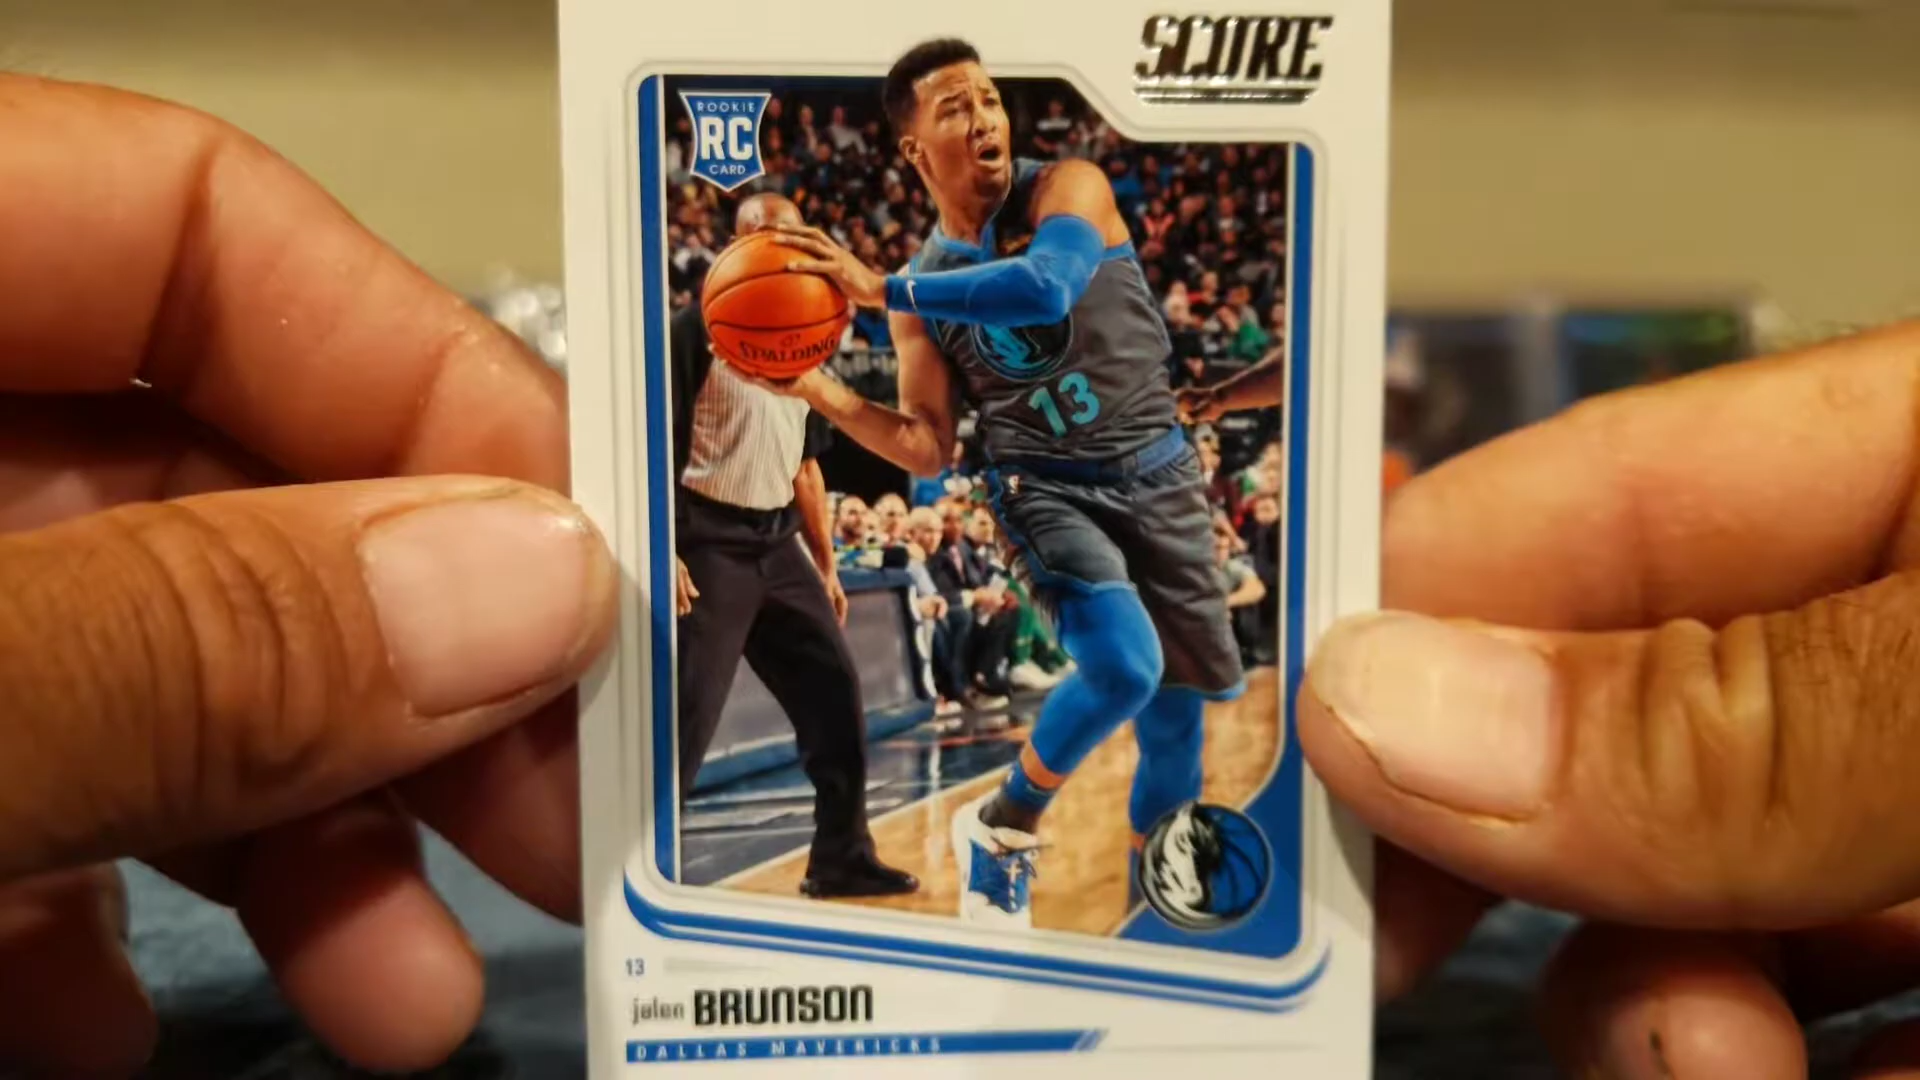 SCORE
ROOKIE
RC
CARD
SPALDING
13
13
jalen BRUNSON
DALLAS MAVERICKS